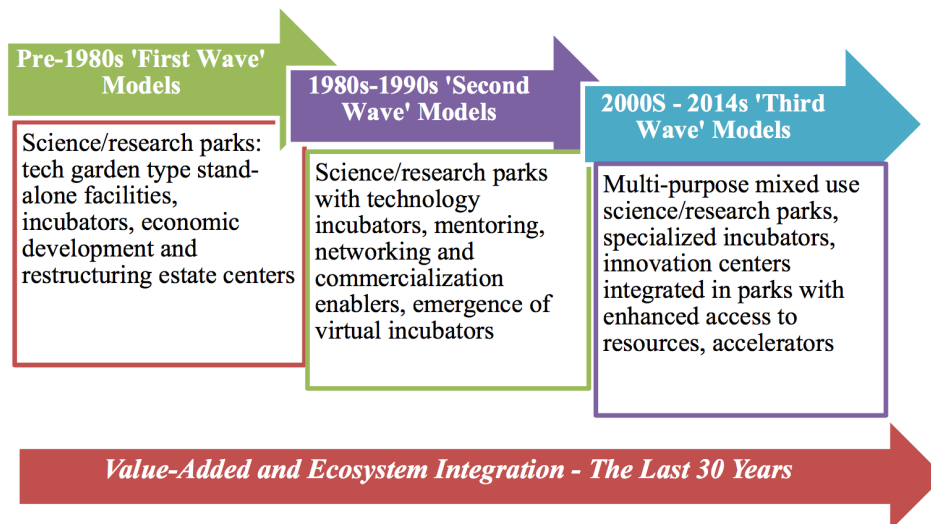 Pre-1980s 'First Wave'
Models
Science/research parks:
tech garden type stand-
alone facilities,
incubators, economic
development and
restructuring estate centers
1980s-1990s 'Second
Wave' Models
Science/research parks
with technology
incubators, mentoring,
networking and
commercialization
enablers, emergence of
virtual incubators
2000S - 2014s 'Third
Wave' Models
Multi-purpose mixed use
science/research parks,
specialized incubators,
innovation centers
integrated in parks with
enhanced access to
resources, accelerators
Value-Added and Ecosystem Integration - The Last 30 Years